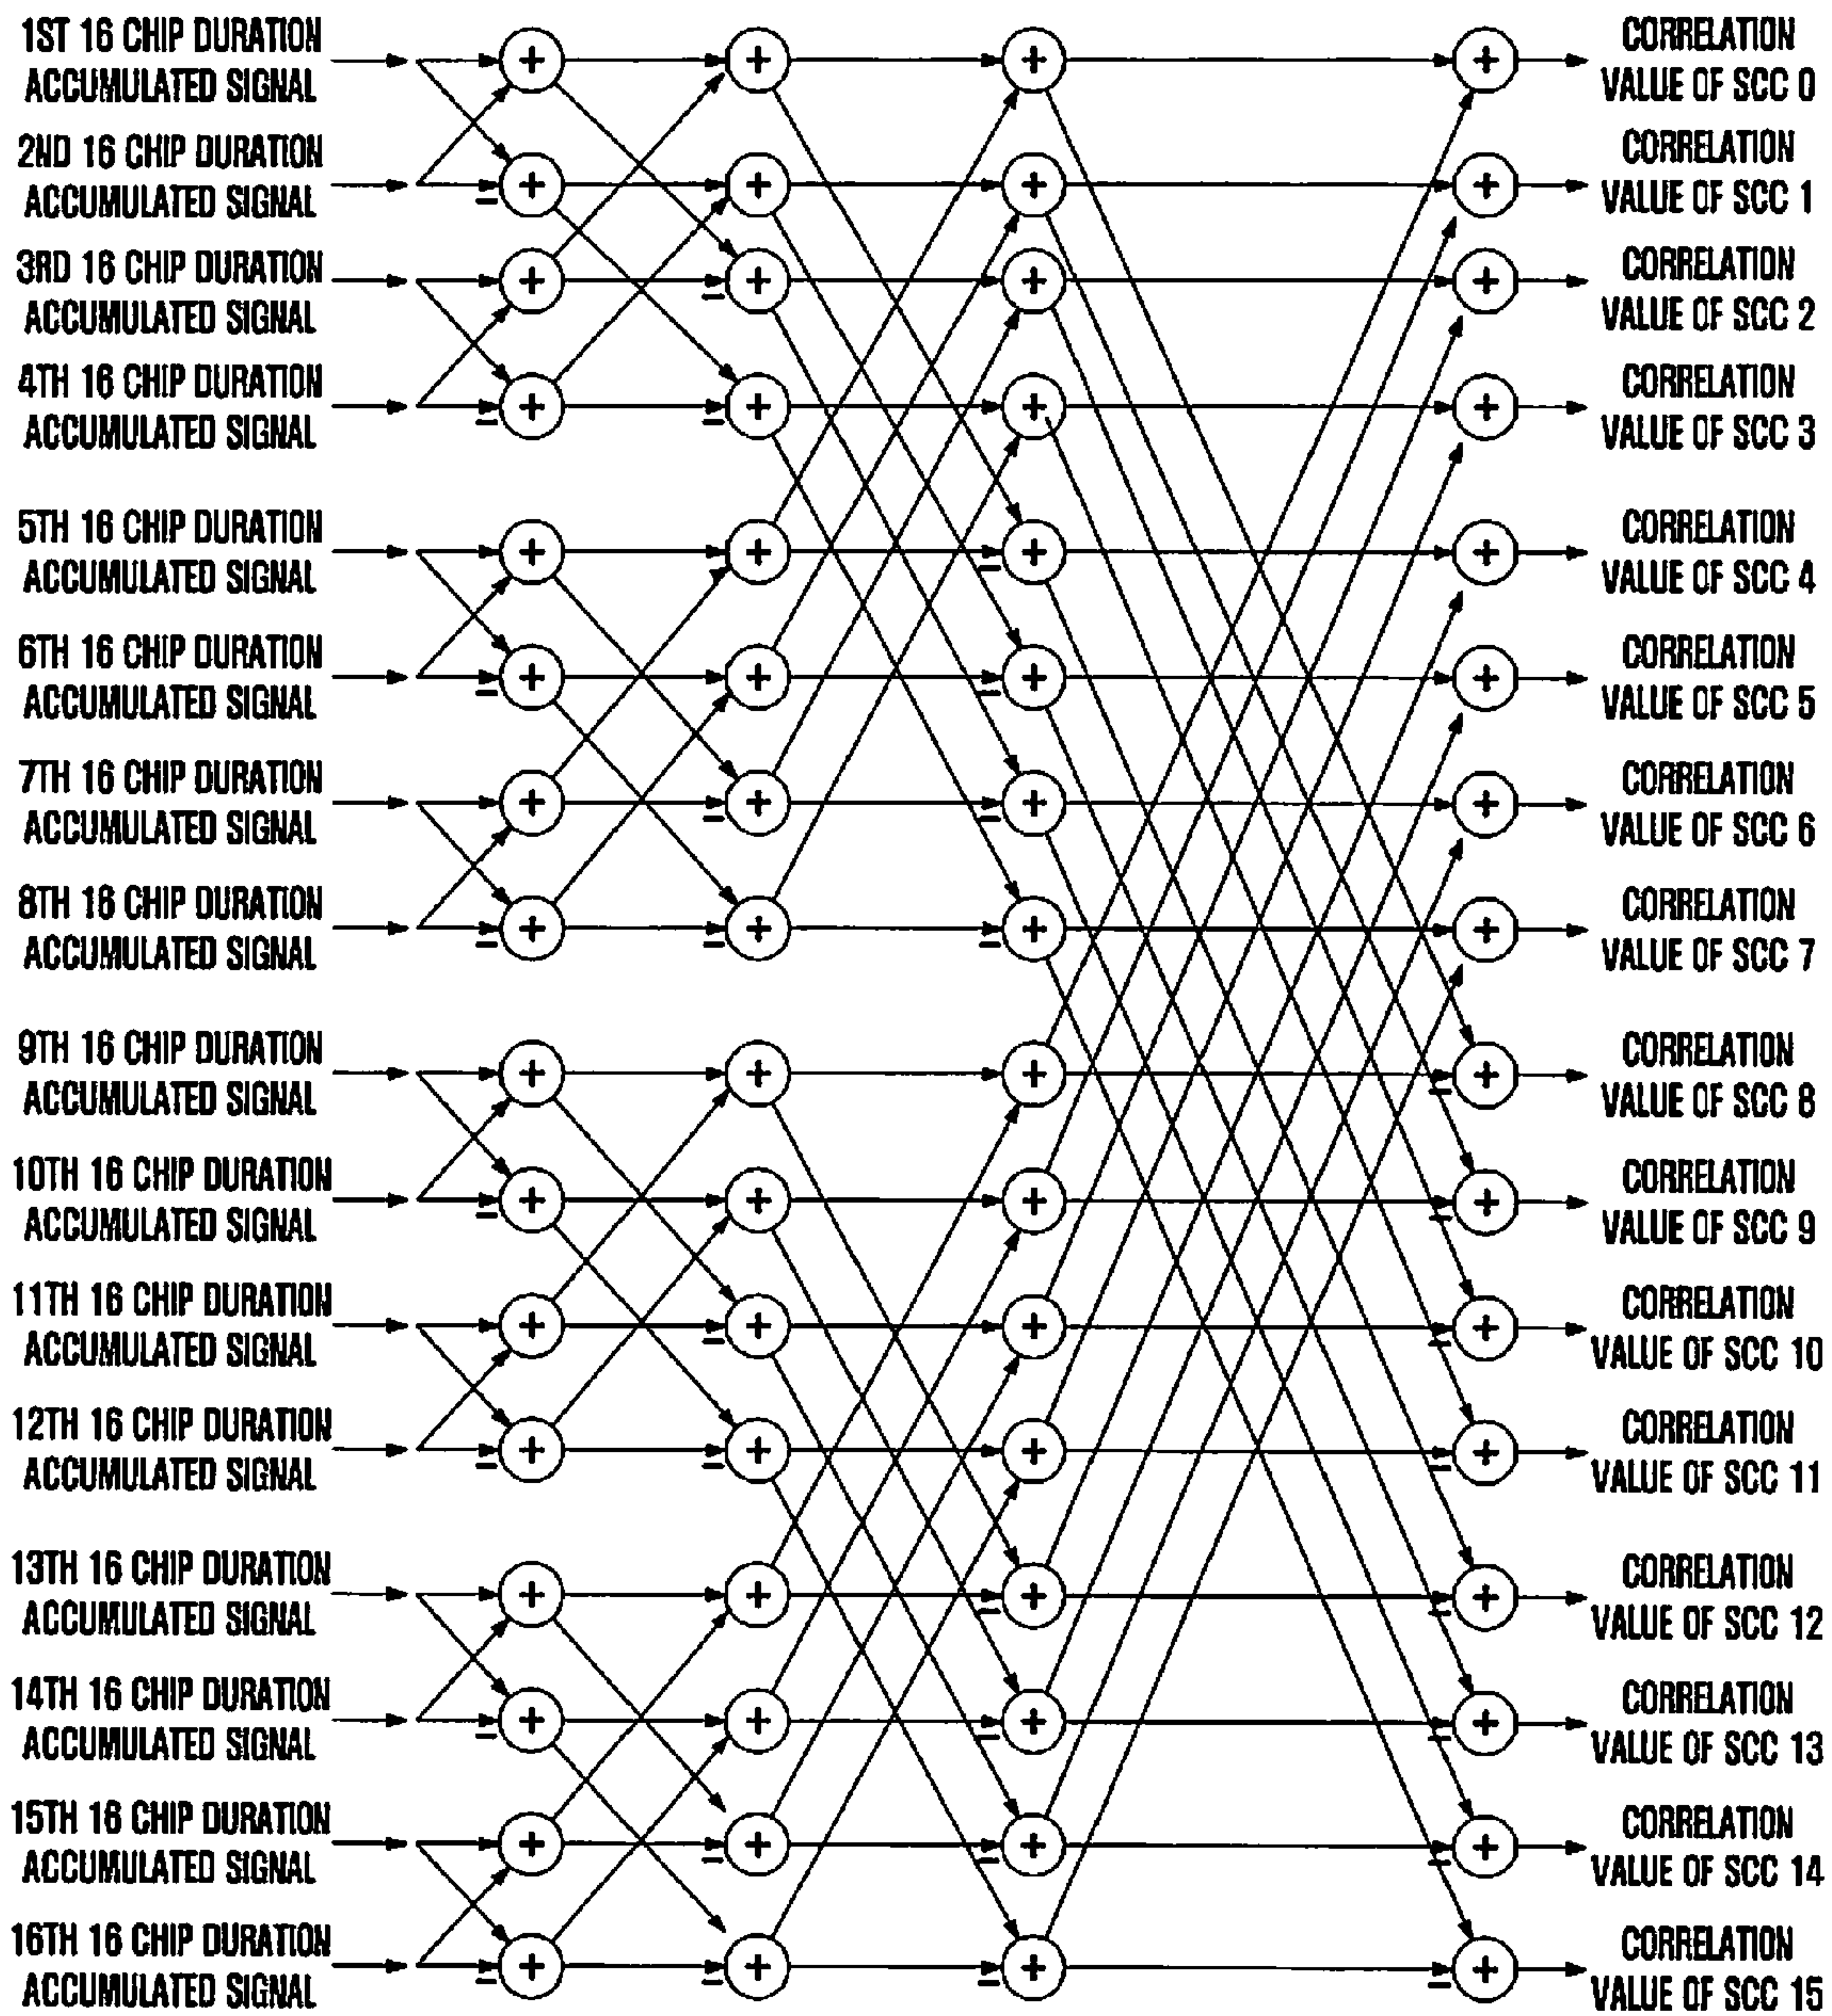 1ST 16 CHIP DURATION
ACCUMULATED SIGNAL
2ND 16 CHIP DURATION
ACCUMULATED SIGNAL
3RD 16 CHIP DURATION
ACCUMULATED SIGNAL
4TH 16 CHIP DURATION
ACCUMULATED SIGNAL
5TH 16 CHIP DURATION
ACCUMULATED SIGNAL
6TH 16 CHIP DURATION
ACCUMULATED SIGNAL
7TH 16 CHIP DURATION
ACCUMULATED SIGNAL
8TH 16 CHIP DURATION
ACCUMULATED SIGNAL
9TH 16 CHIP DURATION
ACCUMULATED SIGNAL
10TH 16 CHIP DURATION
ACCUMULATED SIGNAL
11TH 16 CHIP DURATION
ACCUMULATED SIGNAL
12TH 16 CHIP DURATION
ACCUMULATED SIGNAL
13TH 16 CHIP DURATION
ACCUMULATED SIGNAL
14TH 16 CHIP DURATION
ACCUMULATED SIGNAL
15TH 16 CHIP DURATION
ACCUMULATED SIGNAL
16TH 16 CHIP DURATION
ACCUMULATED SIGNAL
CORRELATION
VALUE OF SCC 0
CORRELATION
VALUE OF SCC 1
CORRELATION
VALUE OF SCC 2
CORRELATION
VALUE OF SCC 3
CORRELATION
VALUE OF SCC 4
CORRELATION
VALUE OF SCC 5
CORRELATION
VALUE OF SCC 6
CORRELATION
VALUE OF SCC 7
CORRELATION
VALUE OF SCC 8
CORRELATION
VALUE OF SCC 9
CORRELATION
VALUE OF SCC 10
CORRELATION
VALUE OF SCC 11
CORRELATION
VALUE OF SCC 12
CORRELATION
VALUE OF SCC 13
CORRELATION
VALUE OF SCC 14
CORRELATION
VALUE OF SCC 15